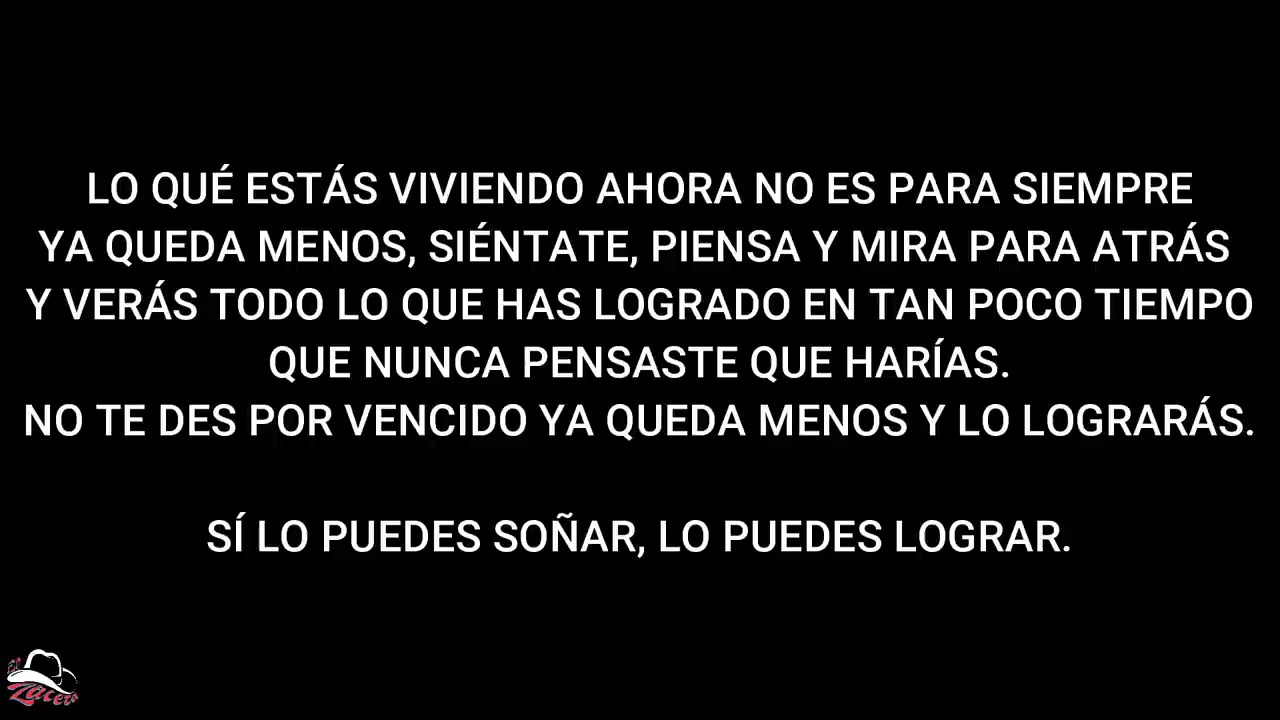 LO QUÉ ESTÁS VIVIENDO AHORA NO ES PARA SIEMPRE
YA QUEDA MENOS, SIÉNTATE, PIENSA Y MIRA PARA ATRÁS
Y VERÁS TODO LO QUE HAS LOGRADO EN TAN POCO TIEMPO
QUE NUNCA PENSASTE QUE HARÍAS.
NO TE DES POR VENCIDO YA QUEDA MENOS Y LO LOGRARÁS.
SÍ LO PUEDES SOÑAR, LO PUEDES LOGRAR.
El